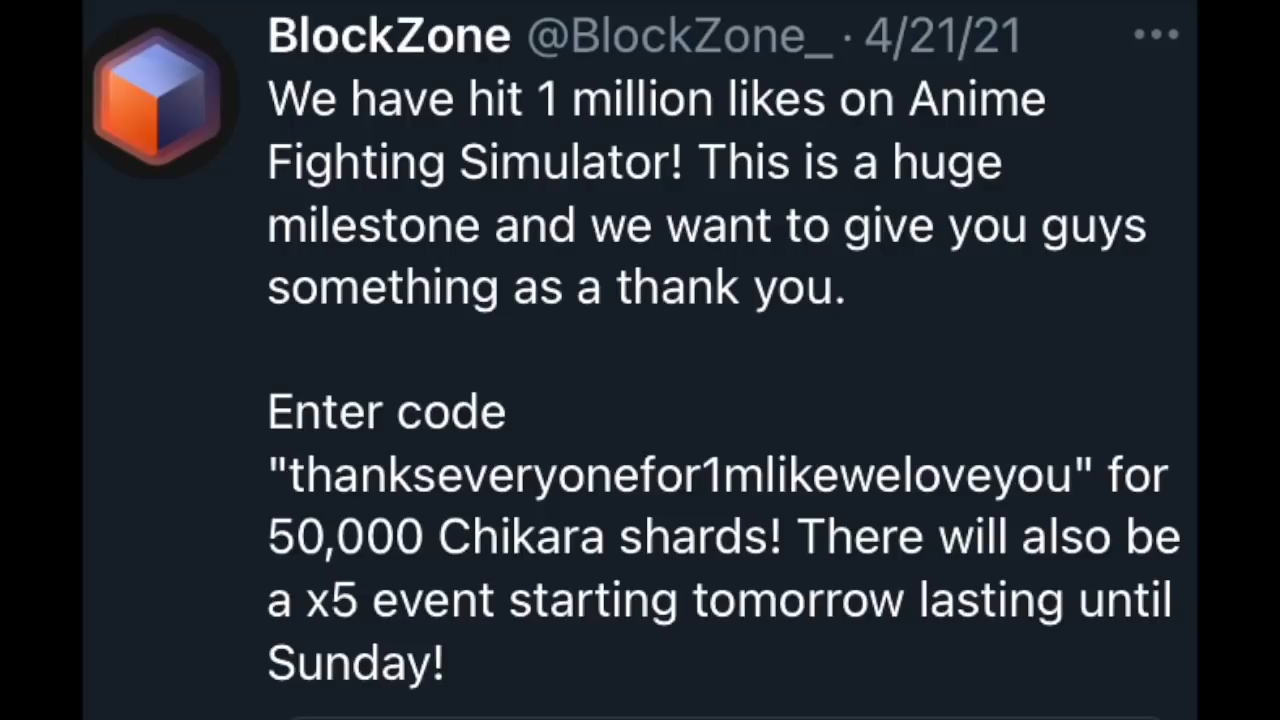 BlockZone @BlockZone_ · 4/21/21 ···
We have hit 1 million likes on Anime
Fighting Simulator! This is a huge
milestone and we want to give you guys
something as a thank you.
Enter code
"thankseveryonefor1mlikeweloveyou" for
50,000 Chikara shards! There will also be
a x5 event starting tomorrow lasting until
Sunday!